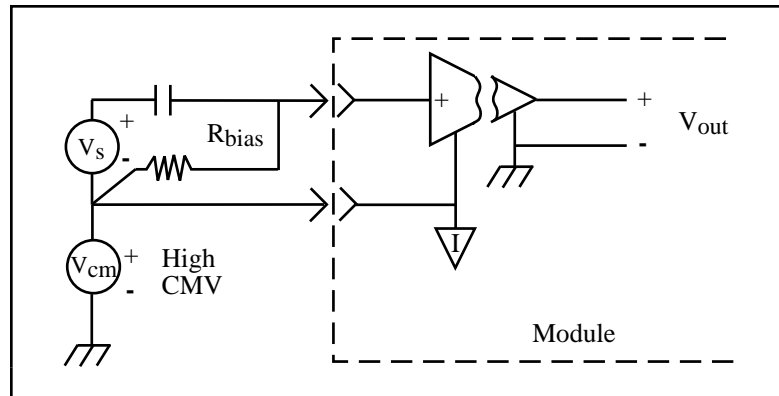 +
V_s
-
R_bias
+
V_out
-
V_cm
+
-
High
CMV
I
+
Module